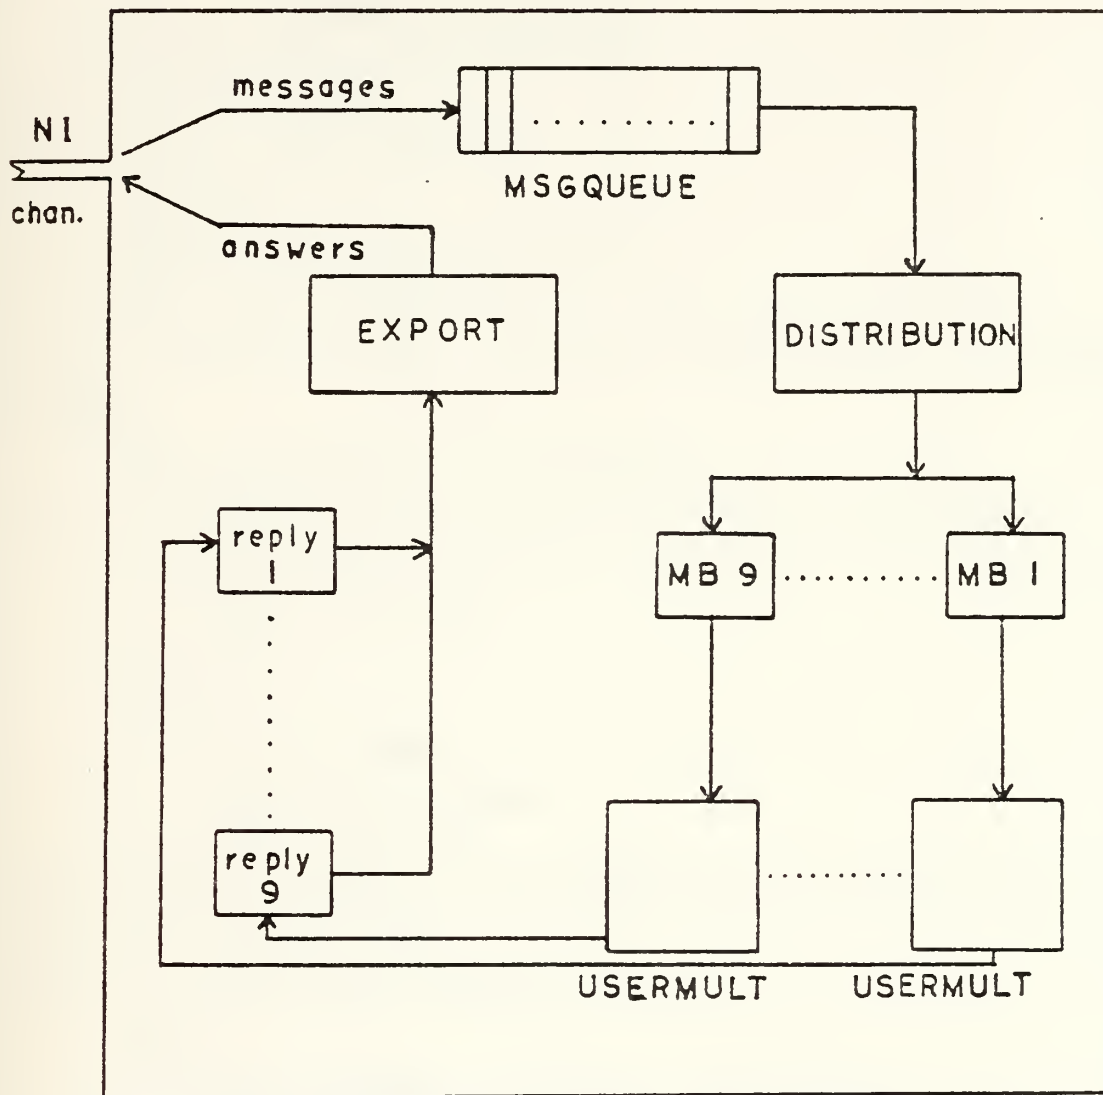 messages
NI
chan.
MSGQUEUE
answers
EXPORT
DISTRIBUTION
reply
1
MB 9
MB 1
reply
9
USERMULT
USERMULT